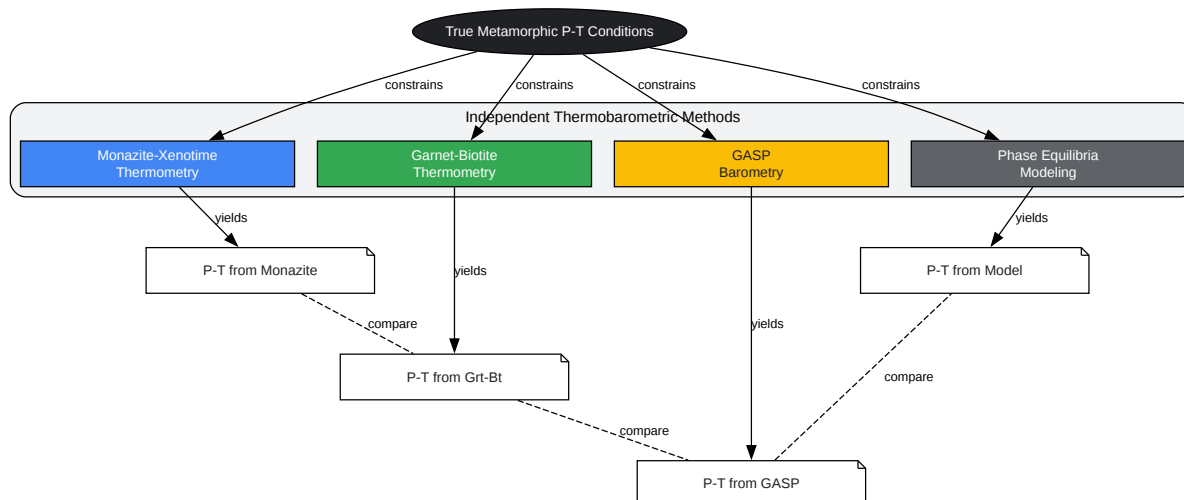 True Metamorphic P-T Conditions
constrains
constrains
constrains
constrains
Independent Thermobarometric Methods
Monazite-Xenotime
Thermometry
Garnet-Biotite
Thermometry
GASP
Barometry
Phase Equilibria
Modeling
yields
yields
yields
yields
P-T from Monazite
P-T from Model
compare
P-T from Grt-Bt
compare
compare
P-T from GASP